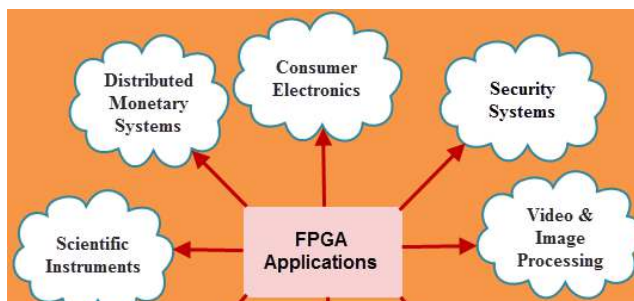 Distributed
Monetary
Systems
Consumer
Electronics
Security
Systems
Scientific
Instruments
FPGA
Applications
Video &
Image
Processing